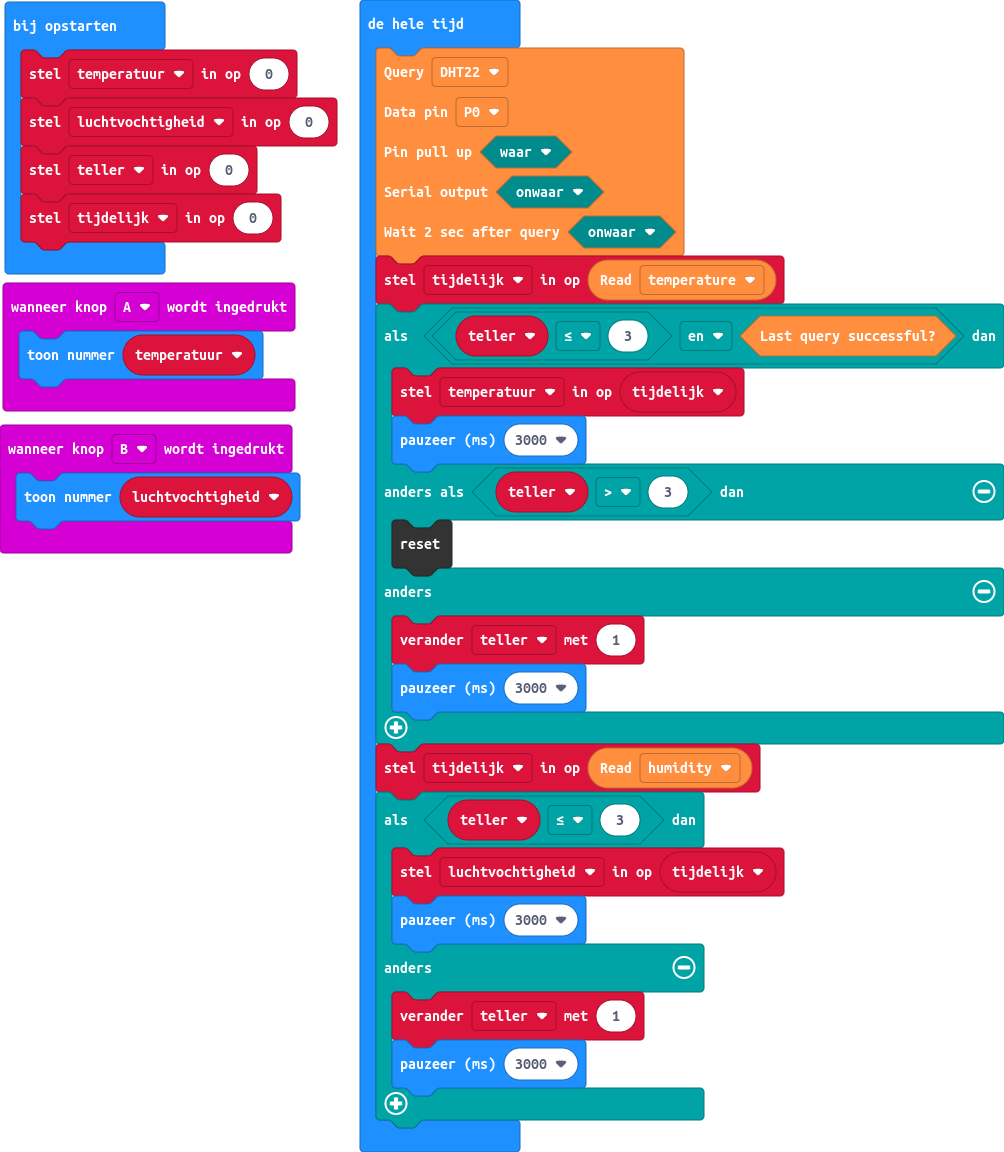 bij opstarten
stel temperatuur in op 0
stel luchtvochtigheid in op 0
stel teller in op 0
stel tijdelijk in op 0
wanneer knop A wordt ingedrukt
toon nummer temperatuur
wanneer knop B wordt ingedrukt
toon nummer luchtvochtigheid
de hele tijd
Query DHT22
Data pin P0
Pin pull up waar
Serial output onwaar
Wait 2 sec after query onwaar
stel tijdelijk in op Read temperature
als teller ≤ 3 en Last query successful? dan
stel temperatuur in op tijdelijk
pauzeer (ms) 3000
anders als teller > 3 dan
reset
anders
verander teller met 1
pauzeer (ms) 3000
stel tijdelijk in op Read humidity
als teller ≤ 3 dan
stel luchtvochtigheid in op tijdelijk
pauzeer (ms) 3000
anders
verander teller met 1
pauzeer (ms) 3000